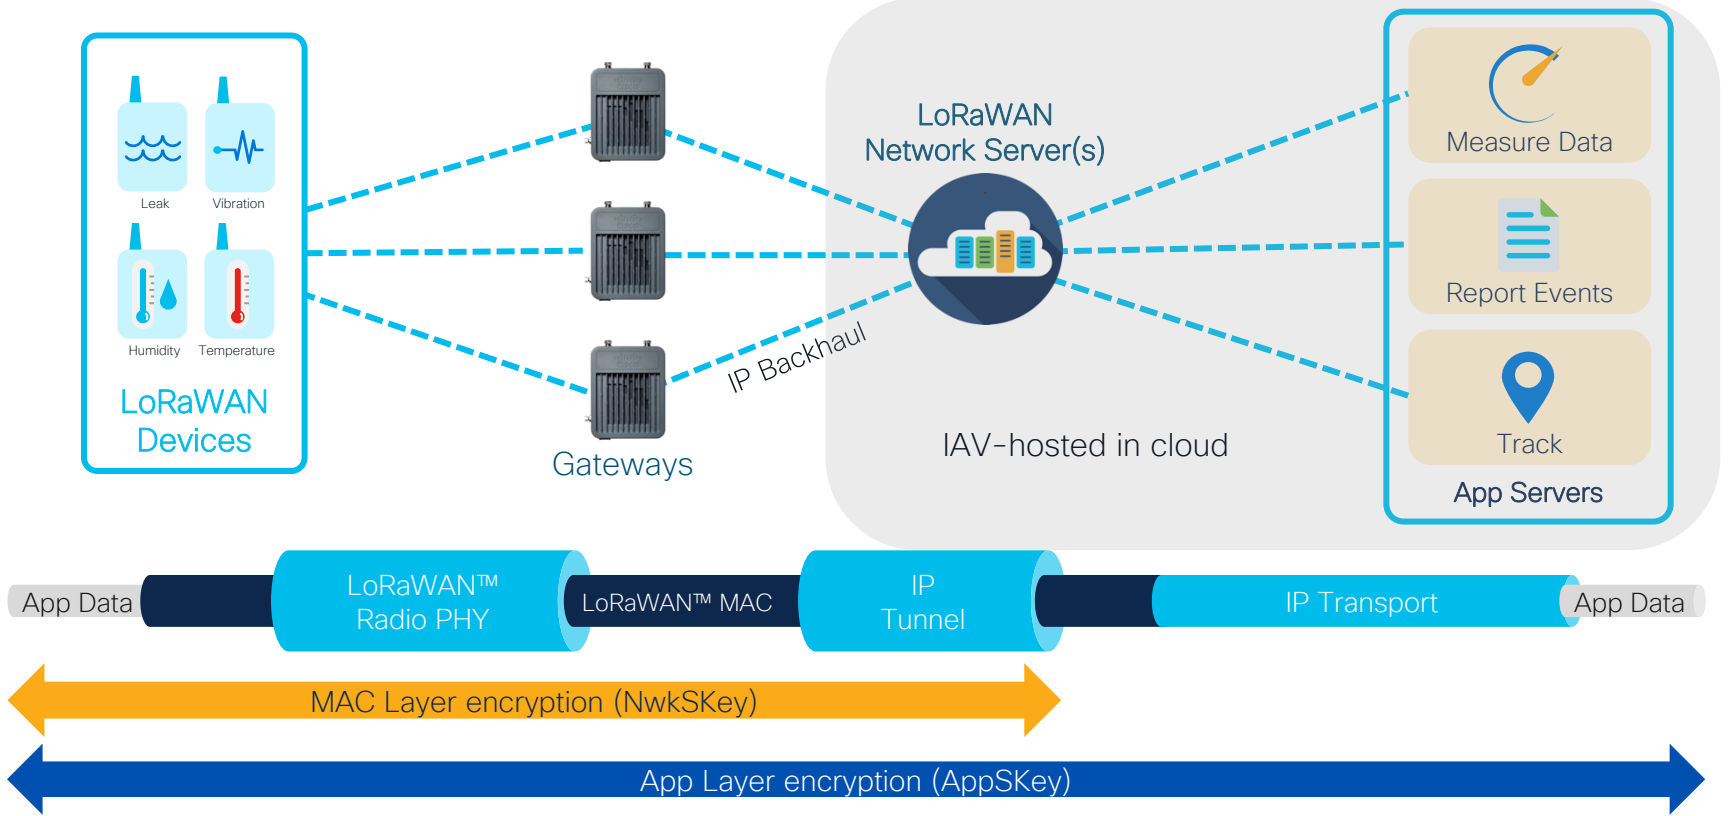 Leak
Vibration
Humidity
Temperature
LoRaWAN
Devices
Gateways
IP Backhaul
LoRaWAN
Network Server(s)
IAV-hosted in cloud
Measure Data
Report Events
Track
App Servers
App Data
LoRaWAN™
Radio PHY
LoRaWAN™ MAC
IP
Tunnel
IP Transport
App Data
MAC Layer encryption (NwkSKey)
App Layer encryption (AppSKey)